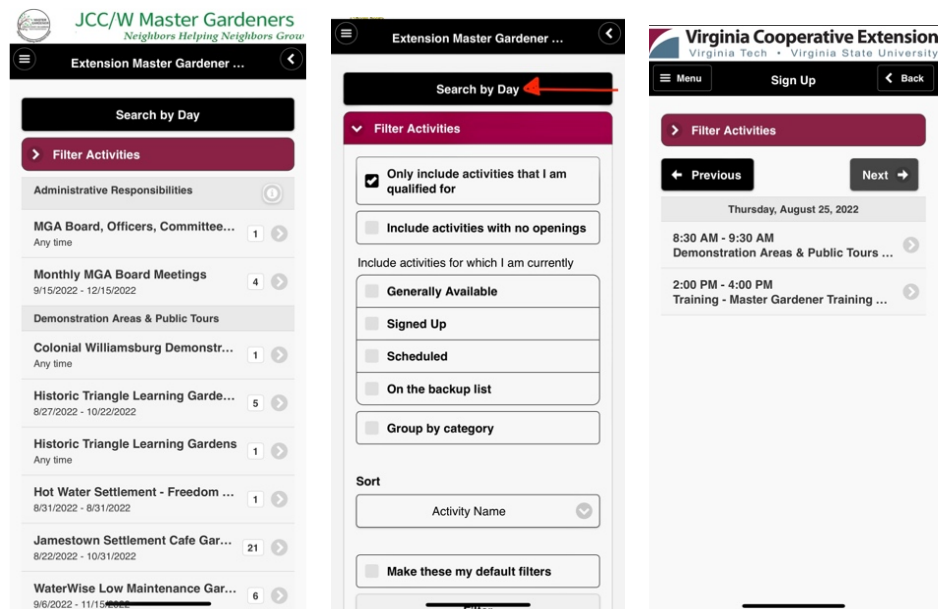 JCC/W Master Gardeners
Neighbors Helping Neighbors Grow
Extension Master Gardener ...
Search by Day
Filter Activities
Administrative Responsibilities
MGA Board, Officers, Committee...
1
Any time
Monthly MGA Board Meetings
4
9/15/2022 - 12/15/2022
Demonstration Areas & Public Tours
Colonial Williamsburg Demonstr...
1
Any time
Historic Triangle Learning Garde...
5
8/27/2022 - 10/22/2022
Historic Triangle Learning Gardens
1
Any time
Hot Water Settlement - Freedom ...
1
8/31/2022 - 8/31/2022
Jamestown Settlement Cafe Gar...
21
8/22/2022 - 10/31/2022
WaterWise Low Maintenance Gar...
6
9/6/2022 - 11/15/2022
Extension Master Gardener ...
Search by Day
Filter Activities
Only include activities that I am
qualified for
Include activities with no openings
Include activities for which I am currently
Generally Available
Signed Up
Scheduled
On the backup list
Group by category
Sort
Activity Name
Make these my default filters
Filter
Virginia Cooperative Extension
Virginia Tech • Virginia State University
Menu
Sign Up
Back
Filter Activities
Previous
Next
Thursday, August 25, 2022
8:30 AM - 9:30 AM
Demonstration Areas & Public Tours ...
2:00 PM - 4:00 PM
Training - Master Gardener Training ...